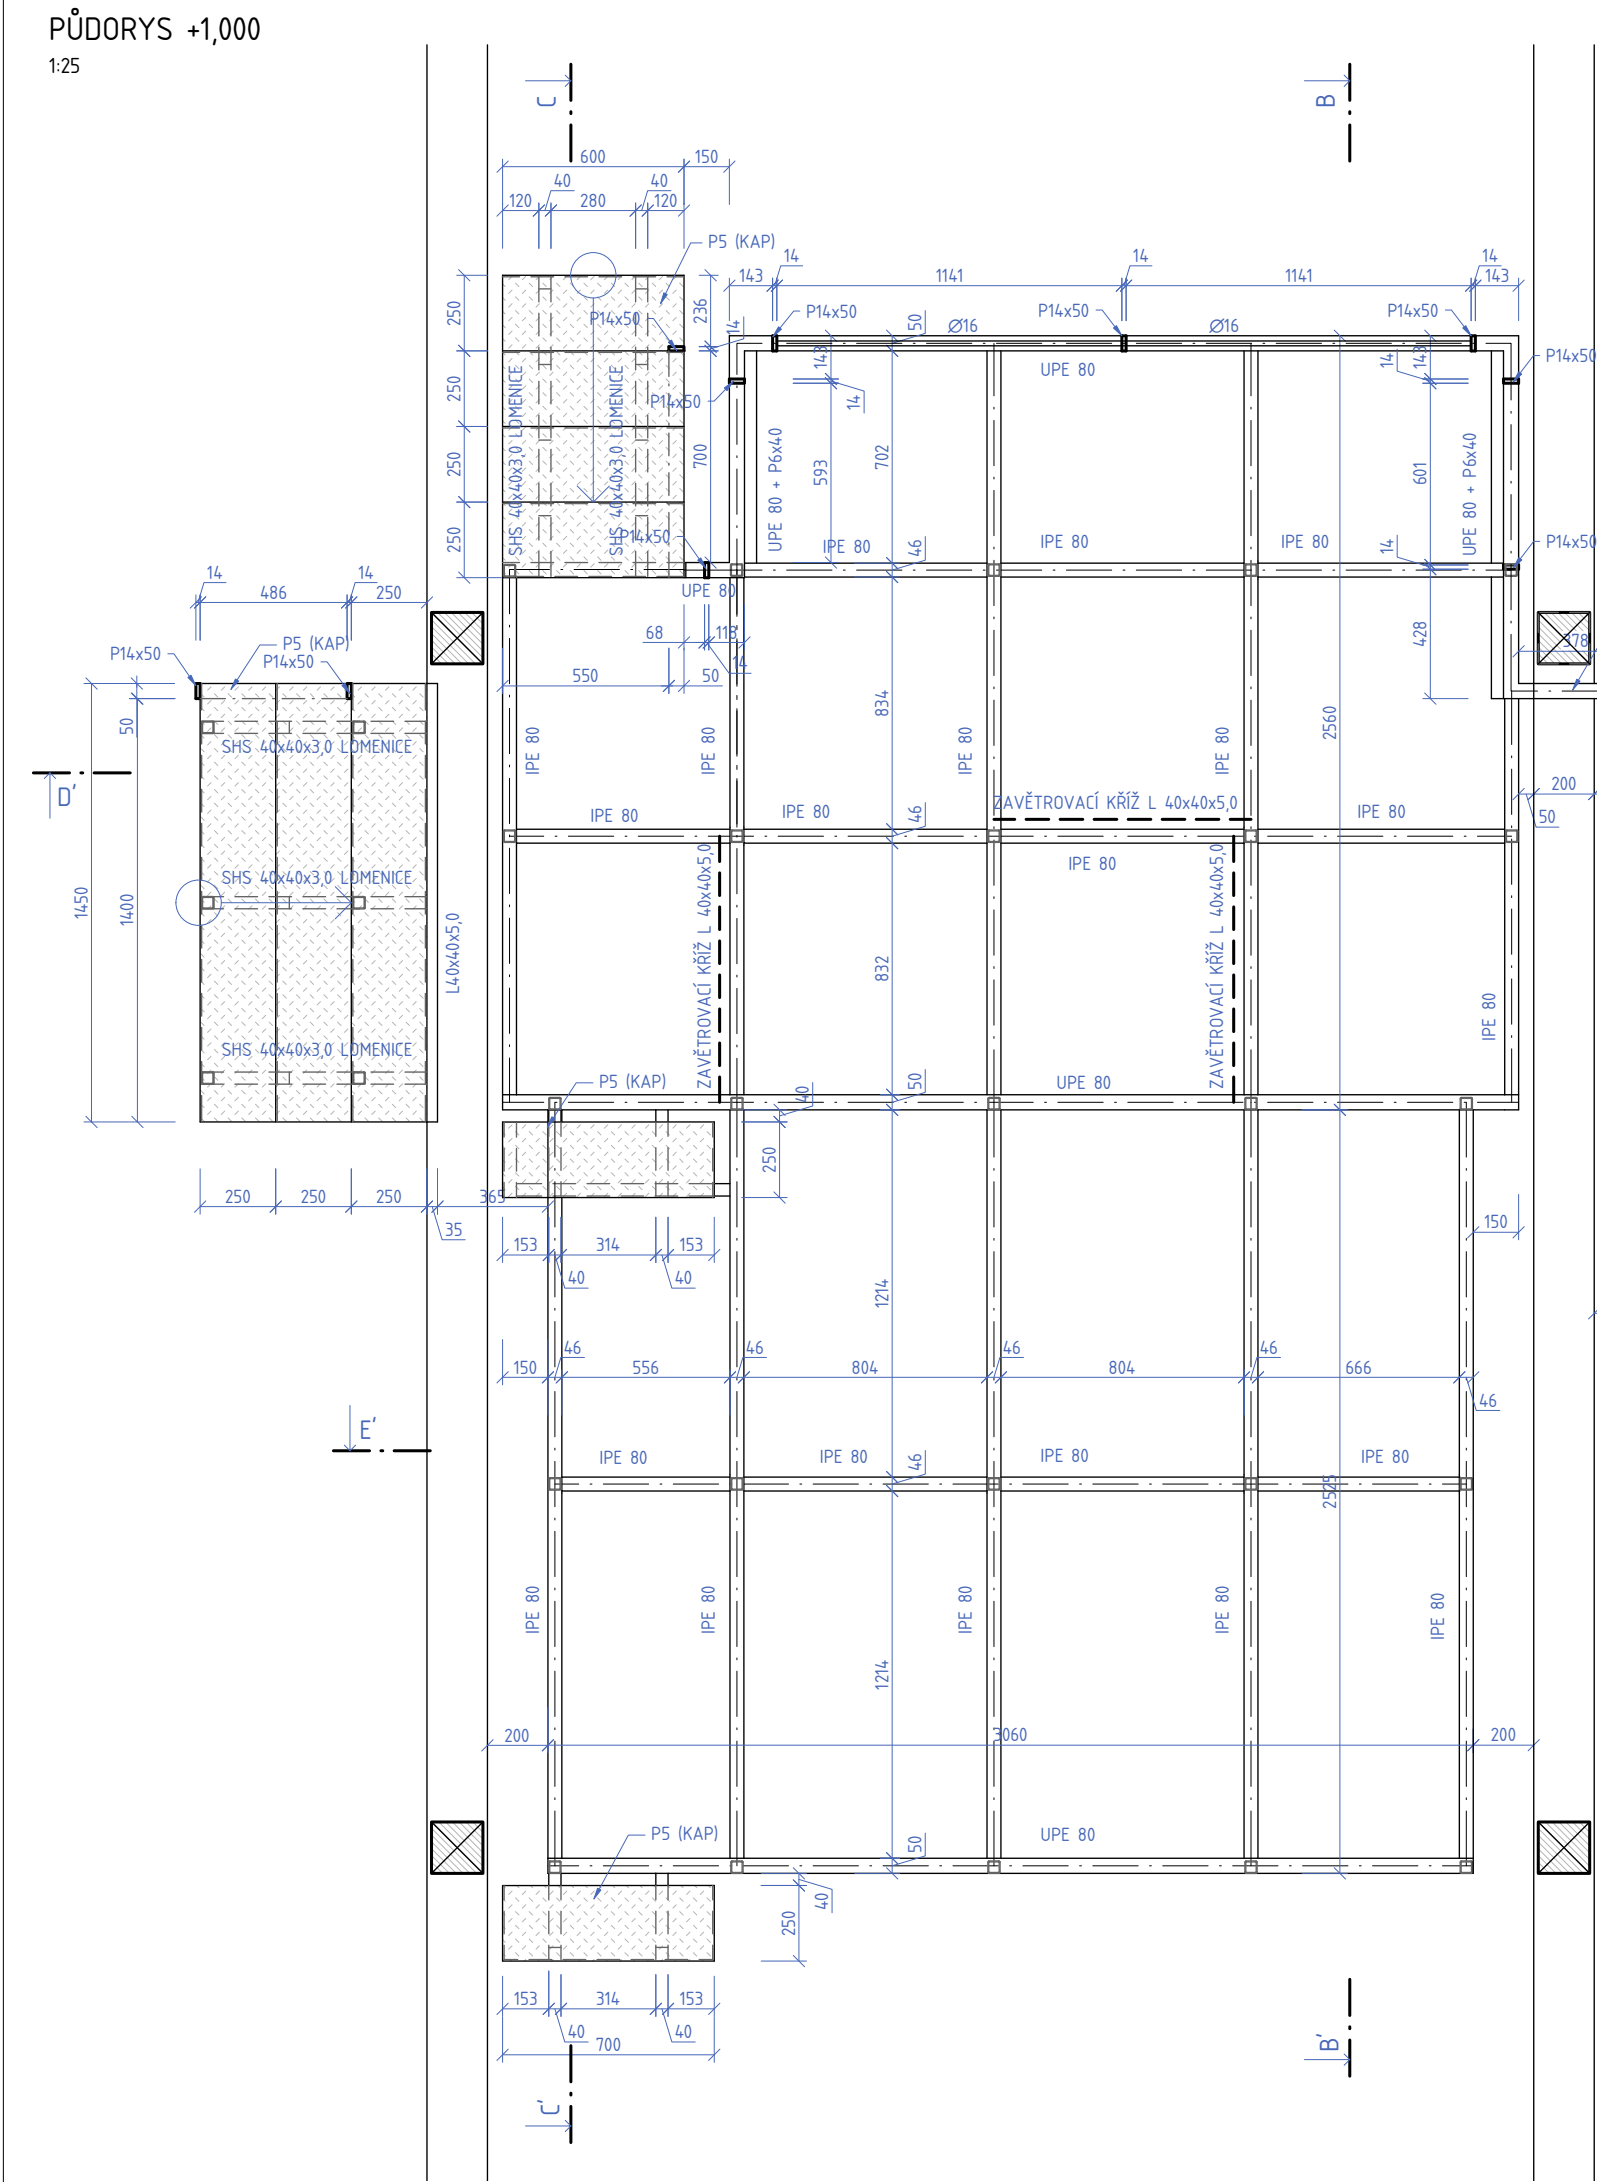 PŮDORYS +1,000
1:25
C
B
600
150
40
40
120
280
120
P5 (KAP)
14
14
14
143
1141
1141
143
250
236
14
P14x50
P14x50
P14x50
P14x50
50
Ø16
Ø16
143
14
143
P14x50
UPE 80
250
P14x50
14
SHS 40x40x3,0 LOMENICE
SHS 40x40x3,0 LOMENICE
250
700
UPE 80 + P6x40
593
702
601
UPE 80 + P6x40
250
P14x50
IPE 80
46
IPE 80
IPE 80
14
P14x50
14
14
486
250
UPE 80
68
118
14
428
378
P5 (KAP)
P14x50
P14x50
550
50
50
SHS 40x40x3,0 LOMENICE
IPE 80
IPE 80
834
IPE 80
IPE 80
2560
D'
200
50
ZAVĚTROVACÍ KŘÍŽ L 40x40x5,0
IPE 80
IPE 80
46
IPE 80
IPE 80
1450
1400
SHS 40x40x3,0 LOMENICE
L40x40x5,0
ZAVĚTROVACÍ KŘÍŽ L 40x40x5,0
832
ZAVĚTROVACÍ KŘÍŽ L 40x40x5,0
IPE 80
SHS 40x40x3,0 LOMENICE
P5 (KAP)
40
50
UPE 80
250
250
250
250
35
365
153
314
153
40
40
150
1214
46
46
46
46
150
556
804
804
666
46
E'
IPE 80
IPE 80
46
IPE 80
IPE 80
2525
IPE 80
IPE 80
IPE 80
IPE 80
IPE 80
1214
200
3060
200
P5 (KAP)
50
UPE 80
40
250
153
314
153
40
40
700
B'
C'